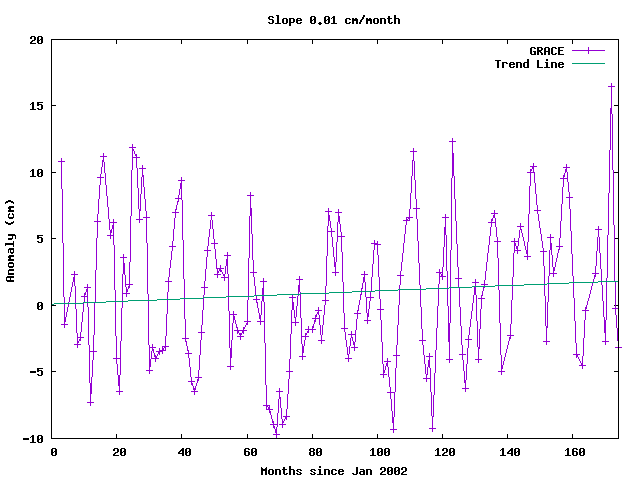 Slope 0.01 cm/month
GRACE
Trend Line
20
15
10
5
0
-5
-10
Anomaly (cm)
0 20 40 60 80 100 120 140 160
Months since Jan 2002